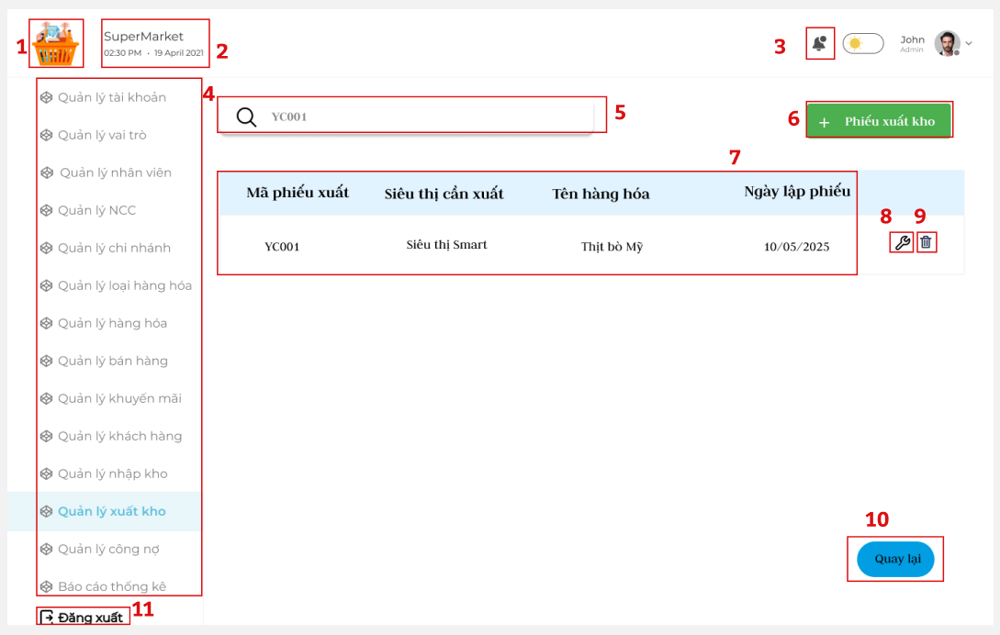 1
SuperMarket
02:30 PM • 19 April 2021
2
3
John
Admin
4
Quản lý tài khoản
Quản lý vai trò
Quản lý nhân viên
Quản lý NCC
Quản lý chi nhánh
Quản lý loại hàng hóa
Quản lý hàng hóa
Quản lý bán hàng
Quản lý khuyến mãi
Quản lý khách hàng
Quản lý nhập kho
Quản lý xuất kho
Quản lý công nợ
Báo cáo thống kê
Đăng xuất 11
YC001 5
6 + Phiếu xuất kho
7
Mã phiếu xuất Siêu thị cần xuất Tên hàng hóa Ngày lập phiếu
8 9
YC001 Siêu thị Smart Thịt bò Mỹ 10/05/2025
10
Quay lại